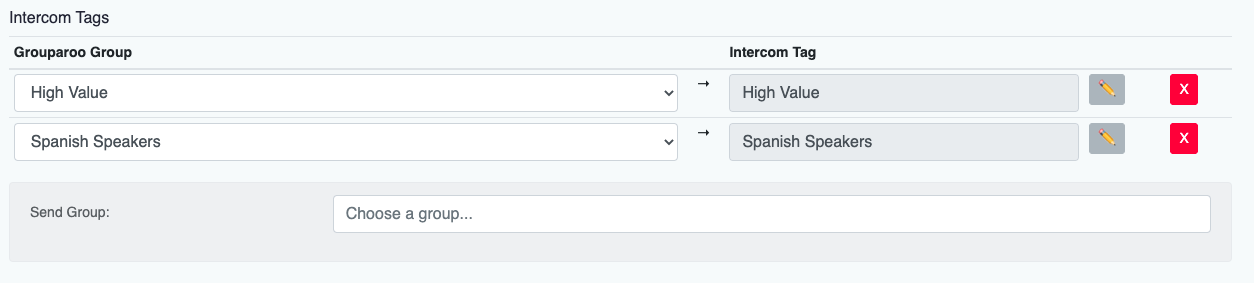 Intercom Tags
Grouparoo Group Intercom Tag
High Value → High Value X
Spanish Speakers → Spanish Speakers X
Send Group: Choose a group...